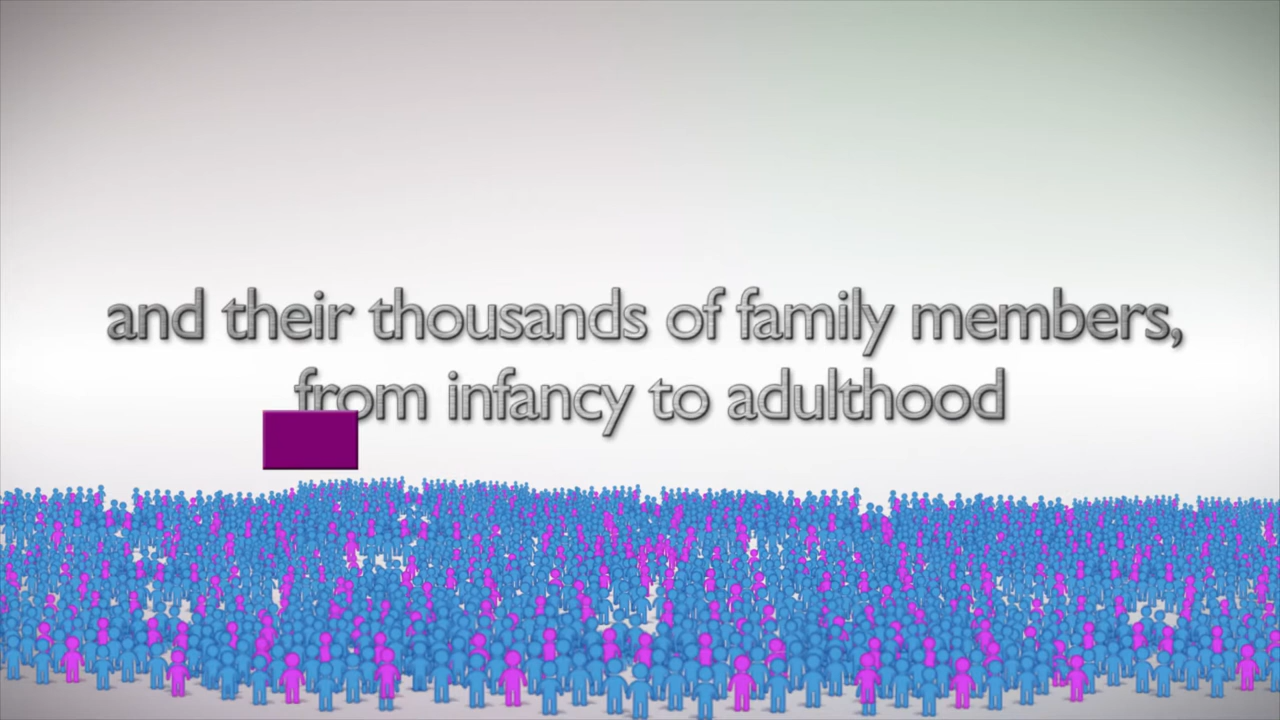 and their thousands of family members,
from infancy to adulthood